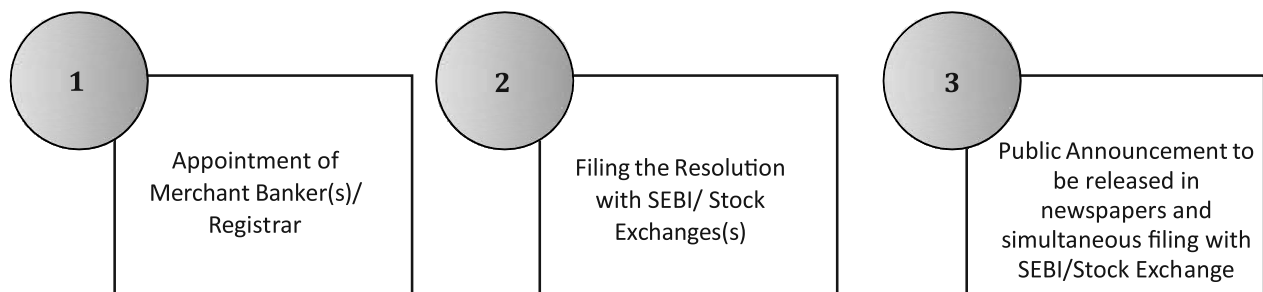 1
Appointment of
Merchant Banker(s)/
Registrar
2
Filing the Resolution
with SEBI/ Stock
Exchanges(s)
3
Public Announcement to
be released in
newspapers and
simultaneous filing with
SEBI/Stock Exchange